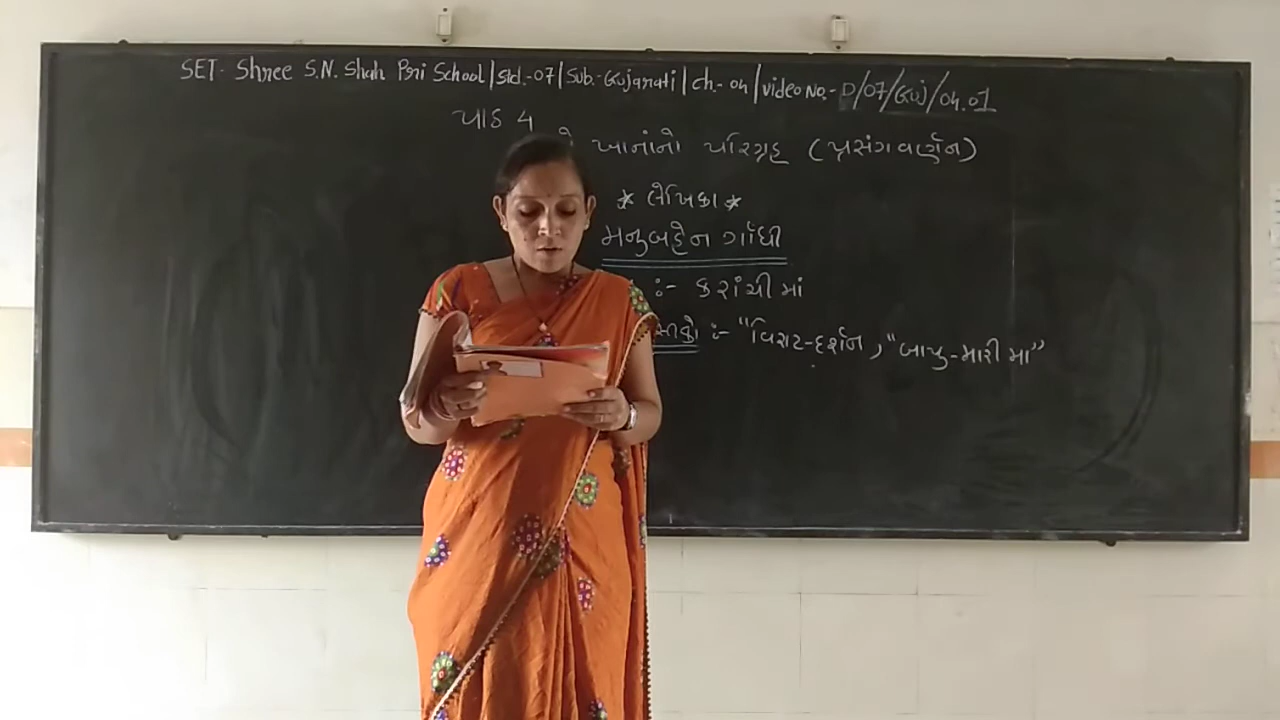 SET- Shree S.N. Shah Pri School / Std.-07 / Sub.-Gujarati / Ch.- 04 / Video No.- D/07/Guj/04.01
પાઠ 4
બે ખાનાંનો પરિગ્રહ (પ્રસંગવર્ણન)
* લેખિકા *
મનુબહેન ગાંધી
:- કરાંચીમાં
:- "વિરાટ-દર્શન, "બાપુ-મારી મા"